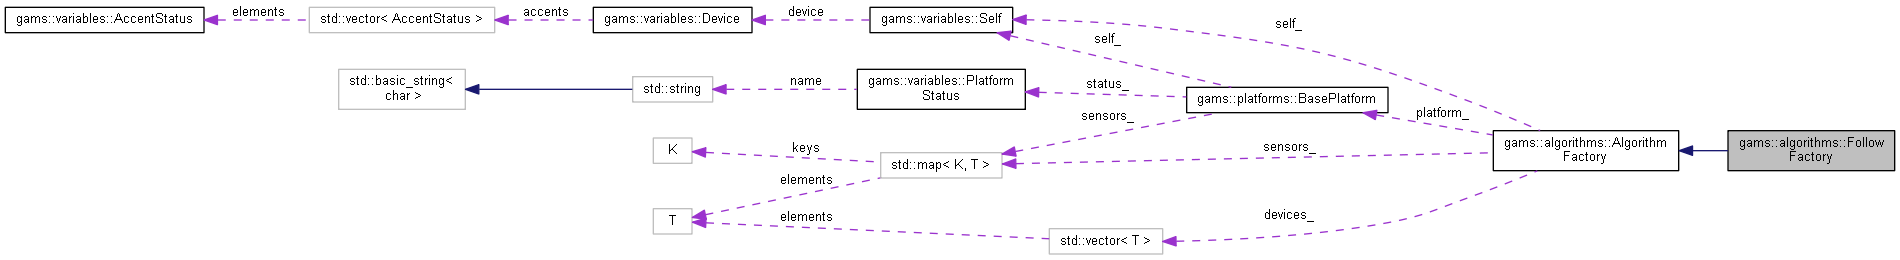 gams::variables::AccentStatus
elements
std::vector< AccentStatus >
accents
gams::variables::Device
device
gams::variables::Self
self_
self_
std::basic_string<
char >
std::string
name
gams::variables::Platform
Status
status_
gams::platforms::BasePlatform
platform_
sensors_
K
keys
std::map< K, T >
sensors_
gams::algorithms::Algorithm
Factory
gams::algorithms::Follow
Factory
elements
T
elements
std::vector< T >
devices_